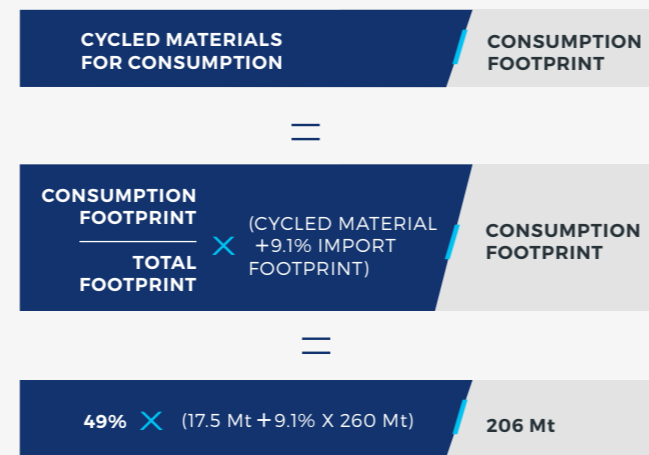 CYCLED MATERIALS
FOR CONSUMPTION
/
CONSUMPTION
FOOTPRINT
=
CONSUMPTION
FOOTPRINT
TOTAL
FOOTPRINT
×
(CYCLED MATERIAL
+9.1% IMPORT
FOOTPRINT)
/
CONSUMPTION
FOOTPRINT
=
49% × (17.5 Mt + 9.1% X 260 Mt) / 206 Mt